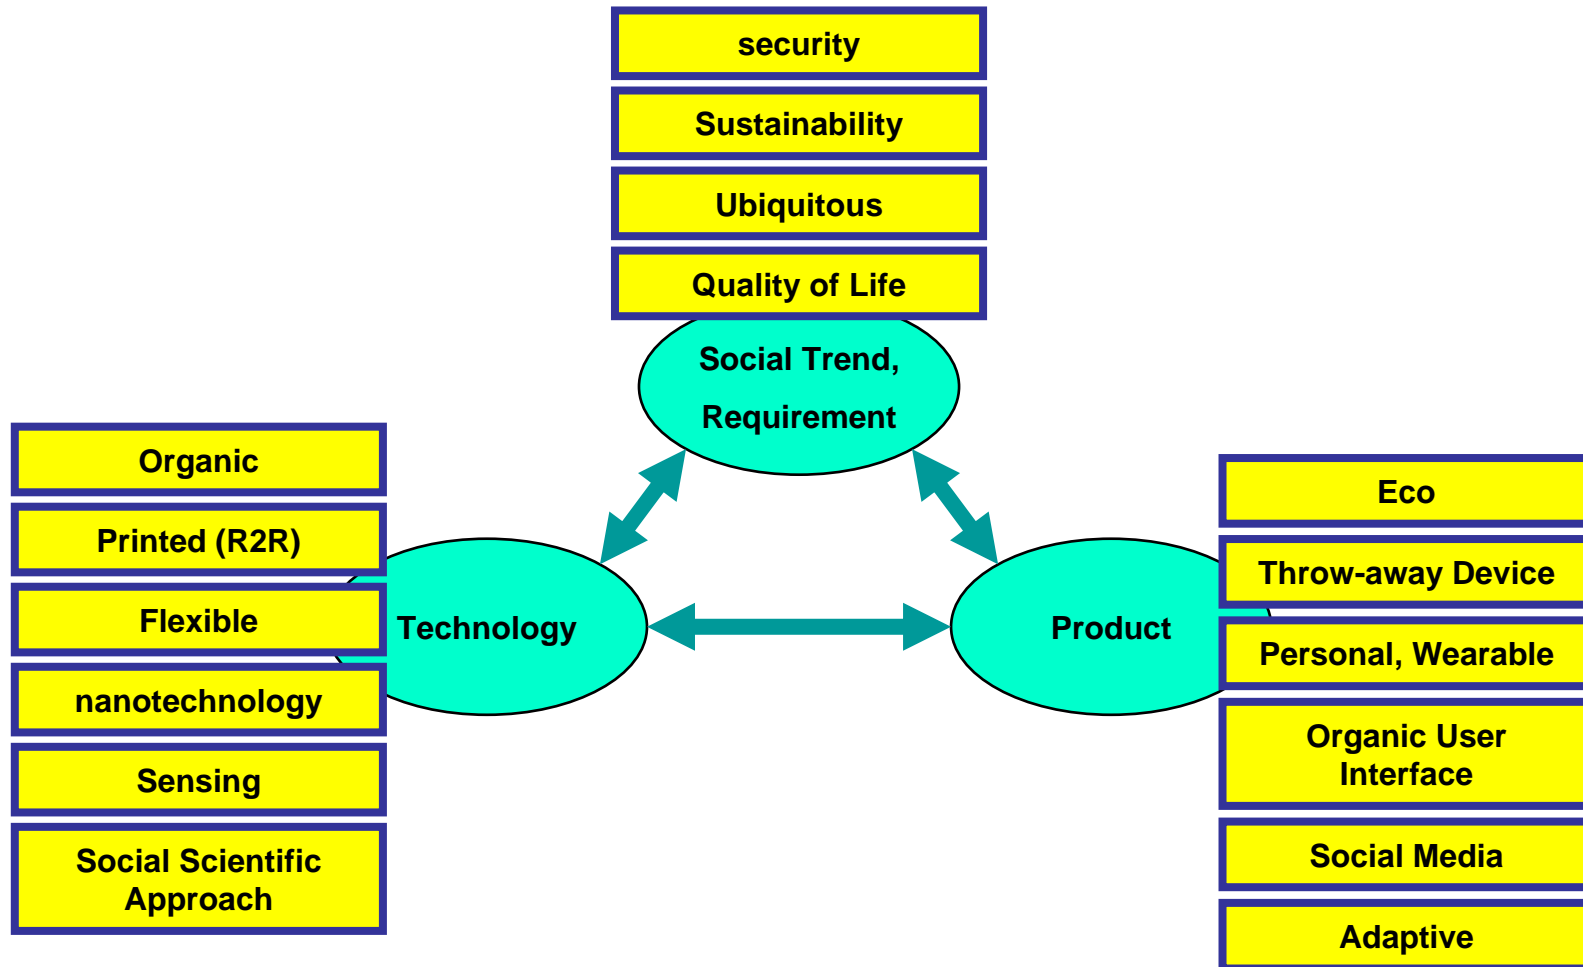 security
Sustainability
Ubiquitous
Quality of Life
Social Trend,
Requirement
Organic
Printed (R2R)
Flexible
nanotechnology
Sensing
Social Scientific
Approach
Technology
Product
Eco
Throw-away Device
Personal, Wearable
Organic User
Interface
Social Media
Adaptive